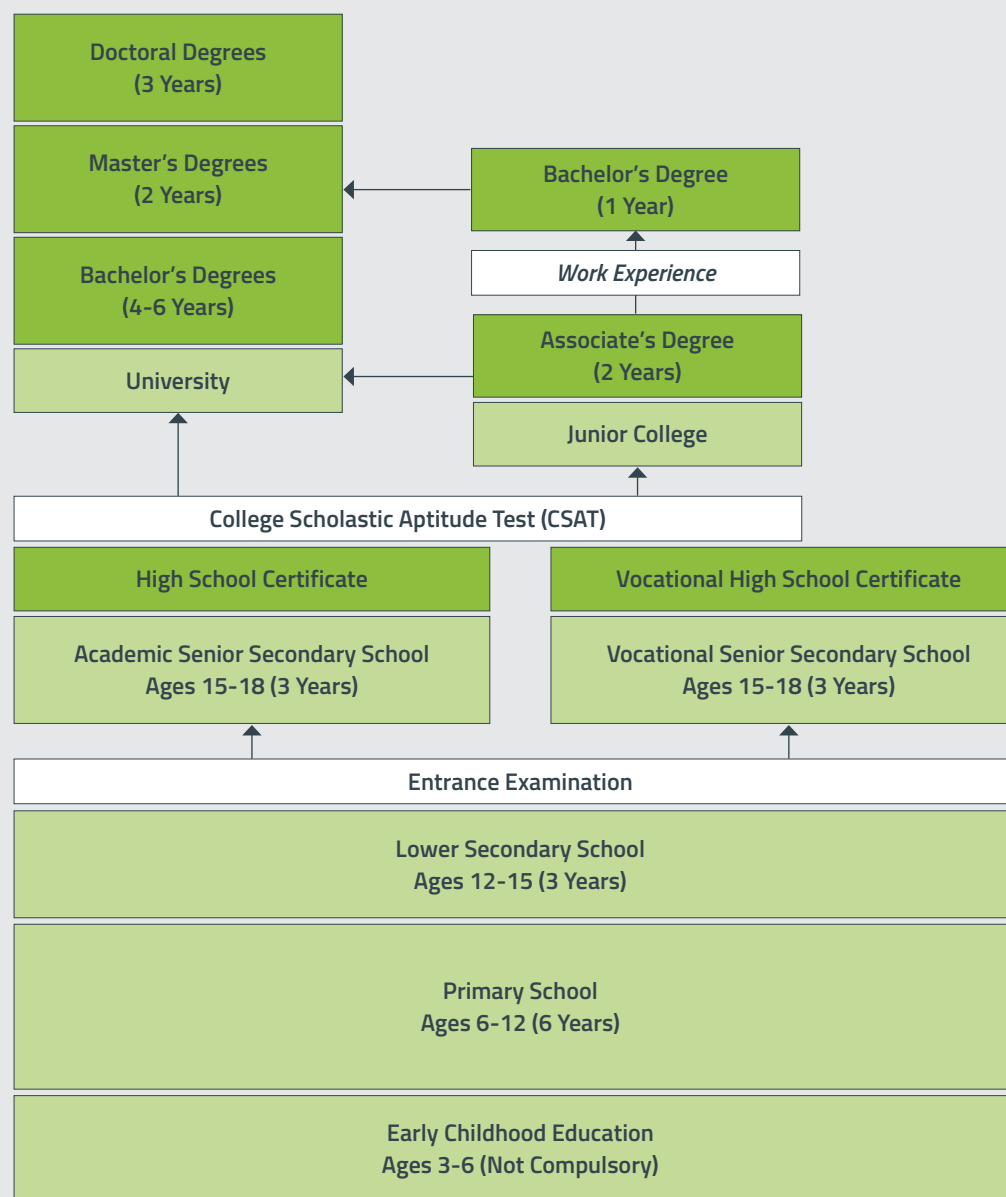 Doctoral Degrees
(3 Years)
Master’s Degrees
(2 Years)
Bachelor’s Degree
(1 Year)
Bachelor’s Degrees
(4-6 Years)
Work Experience
Associate’s Degree
(2 Years)
University
Junior College
College Scholastic Aptitude Test (CSAT)
High School Certificate
Vocational High School Certificate
Academic Senior Secondary School
Ages 15-18 (3 Years)
Vocational Senior Secondary School
Ages 15-18 (3 Years)
Entrance Examination
Lower Secondary School
Ages 12-15 (3 Years)
Primary School
Ages 6-12 (6 Years)
Early Childhood Education
Ages 3-6 (Not Compulsory)